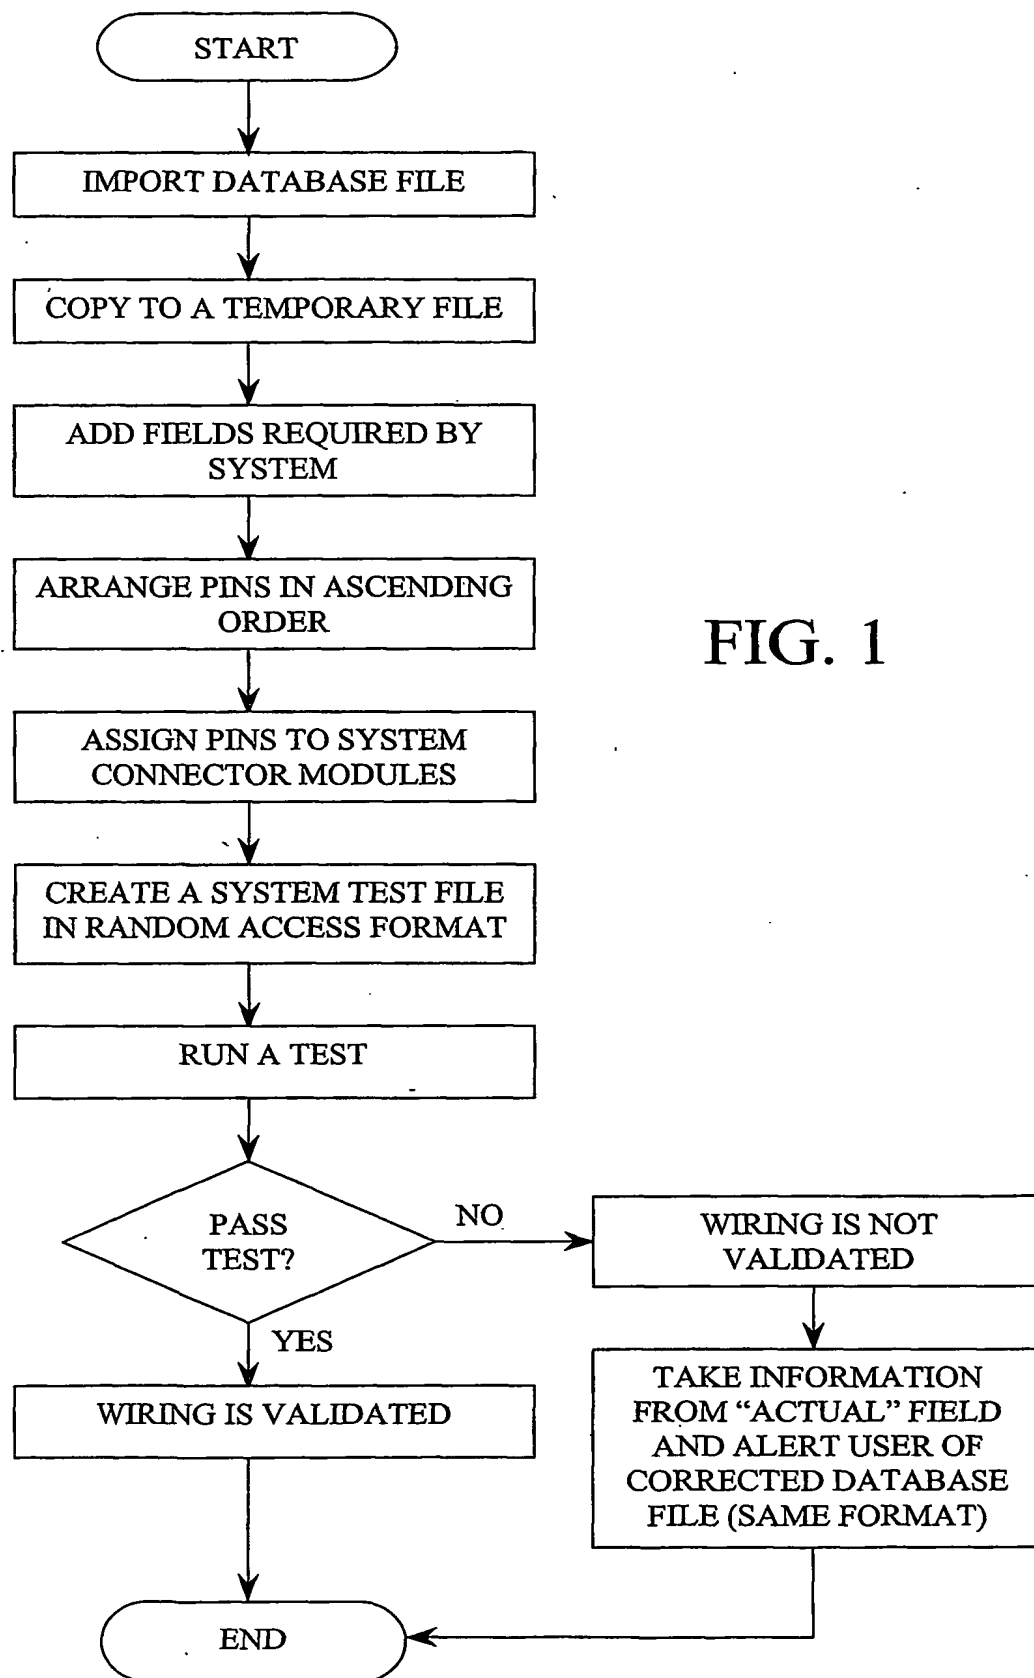 START
IMPORT DATABASE FILE
COPY TO A TEMPORARY FILE
ADD FIELDS REQUIRED BY
SYSTEM
ARRANGE PINS IN ASCENDING
ORDER
FIG. 1
ASSIGN PINS TO SYSTEM
CONNECTOR MODULES
CREATE A SYSTEM TEST FILE
IN RANDOM ACCESS FORMAT
RUN A TEST
PASS
TEST?
NO
WIRING IS NOT
VALIDATED
YES
WIRING IS VALIDATED
TAKE INFORMATION
FROM “ACTUAL” FIELD
AND ALERT USER OF
CORRECTED DATABASE
FILE (SAME FORMAT)
END